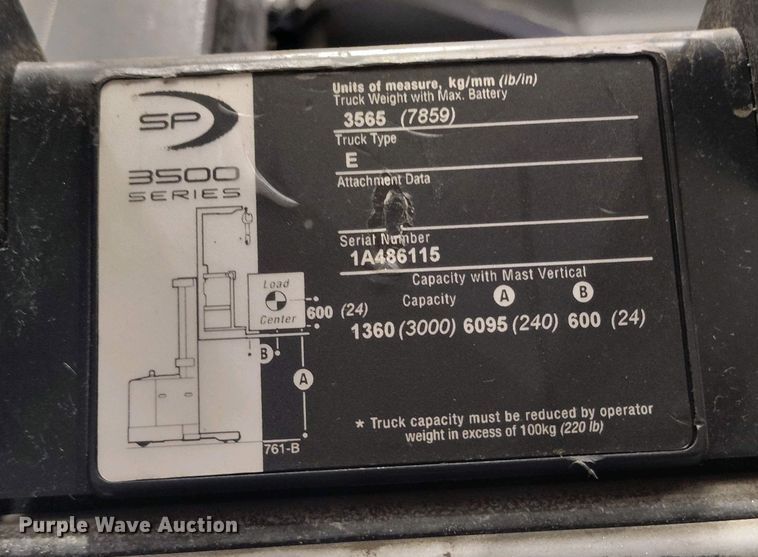 SP
3500
SERIES
Units of measure, kg/mm (lb/in)
Truck Weight with Max. Battery
3565 (7859)
Truck Type
E
Attachment Data
Serial Number
1A486115
Capacity with Mast Vertical
Capacity A B
1360 (3000) 6095 (240) 600 (24)
Load
Center
600 (24)
B
A
761-B
* Truck capacity must be reduced by operator
weight in excess of 100kg (220 lb)
Purple Wave Auction